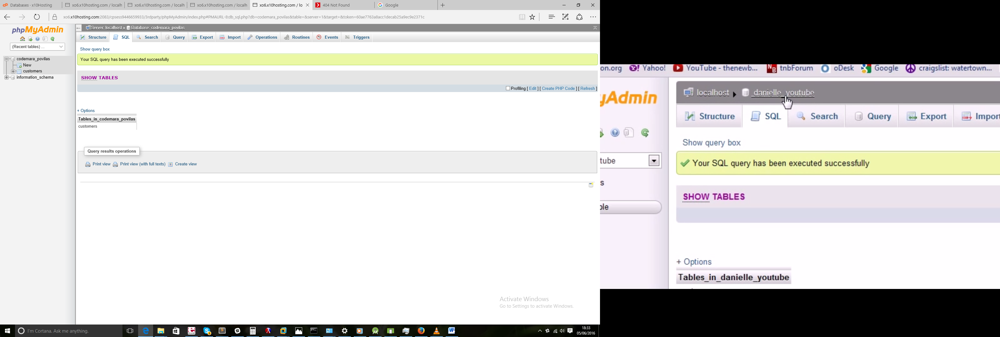 Databases - x10Hosting
xo6.x10hosting.com / localh
xo6.x10hosting.com / localh
xo6.x10hosting.com / localh
xo6.x10hosting.com / lo
404 Not Found
Google
xo6.x10hosting.com:2083/cpsess9446659933/3rdparty/phpMyAdmin/index.php#PMAURL-8:db_sql.php?db=codemara_povilas&table=&server=1&target=&token=60ae7763a8acc1decab25a9ec9e2371c
phpMyAdmin
(Recent tables) ...
codemara_povilas
New
customers
information_schema
Server: localhost » Database: codemara_povilas
Structure SQL Search Query Export Import Operations Routines Events Triggers
Show query box
Your SQL query has been executed successfully
SHOW TABLES
Profiling [ Edit ] [ Create PHP Code ] [ Refresh ]
+ Options
Tables_in_codemara_povilas
customers
Query results operations
Print view Print view (with full texts) Create view
Activate Windows
Go to Settings to activate Windows.
I'm Cortana. Ask me anything.
18:33
05/06/2016
on.org Yahoo! YouTube - thenewb... tnbForum oDesk Google craigslist: watertown...
yAdmin
localhost danielle_youtube
Structure SQL Search Query Export Import
Show query box
tube
Your SQL query has been executed successfully
s
SHOW TABLES
ble
+ Options
Tables_in_danielle_youtube